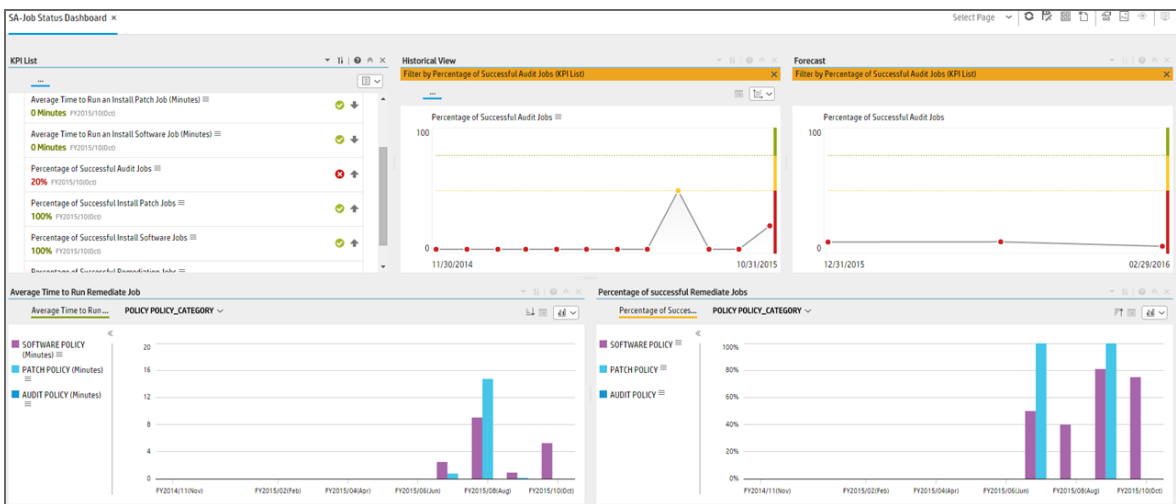 SA-Job Status Dashboard ×
Select Page
KPI List
...
Average Time to Run an Install Patch Job (Minutes)
0 Minutes FY2015/10(Oct)
Average Time to Run an Install Software Job (Minutes)
0 Minutes FY2015/10(Oct)
Percentage of Successful Audit Jobs
20% FY2015/10(Oct)
Percentage of Successful Install Patch Jobs
100% FY2015/10(Oct)
Percentage of Successful Install Software Jobs
100% FY2015/10(Oct)
Percentage of Successful Remediation Jobs
Historical View
Filter by Percentage of Successful Audit Jobs (KPI List)
...
Percentage of Successful Audit Jobs
100
0
11/30/2014 10/31/2015
Forecast
Filter by Percentage of Successful Audit Jobs (KPI List)
Percentage of Successful Audit Jobs
100
0
12/31/2015 02/29/2016
Average Time to Run Remediate Job
Average Time to Run ... POLICY POLICY_CATEGORY
SOFTWARE POLICY
(Minutes)
PATCH POLICY (Minutes)
AUDIT POLICY (Minutes)
20
16
12
8
4
0
FY2014/11(Nov) FY2015/02(Feb) FY2015/04(Apr) FY2015/06(Jun) FY2015/08(Aug) FY2015/10(Oct)
Percentage of successful Remediate Jobs
Percentage of Succes... POLICY POLICY_CATEGORY
SOFTWARE POLICY
PATCH POLICY
AUDIT POLICY
100%
80%
60%
40%
20%
0%
FY2014/11(Nov) FY2015/02(Feb) FY2015/04(Apr) FY2015/06(Jun) FY2015/08(Aug) FY2015/10(Oct)